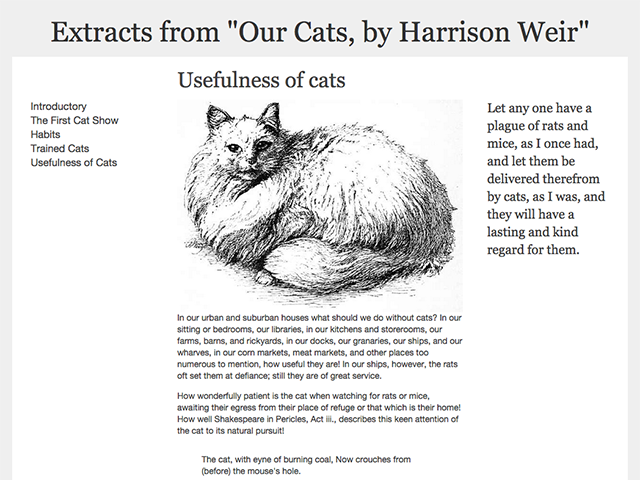 Extracts from "Our Cats, by Harrison Weir"
Introductory
The First Cat Show
Habits
Trained Cats
Usefulness of Cats
Usefulness of cats
In our urban and suburban houses what should we do without cats? In our
sitting or bedrooms, our libraries, in our kitchens and storerooms, our
farms, barns, and rickyards, in our docks, our granaries, our ships, and our
wharves, in our corn markets, meat markets, and other places too
numerous to mention, how useful they are! In our ships, however, the rats
oft set them at defiance; still they are of great service.
How wonderfully patient is the cat when watching for rats or mice,
awaiting their egress from their place of refuge or that which is their home!
How well Shakespeare in Pericles, Act iii., describes this keen attention of
the cat to its natural pursuit!
The cat, with eyne of burning coal, Now crouches from
(before) the mouse's hole.
Let any one have a
plague of rats and
mice, as I once had,
and let them be
delivered therefrom
by cats, as I was, and
they will have a
lasting and kind
regard for them.